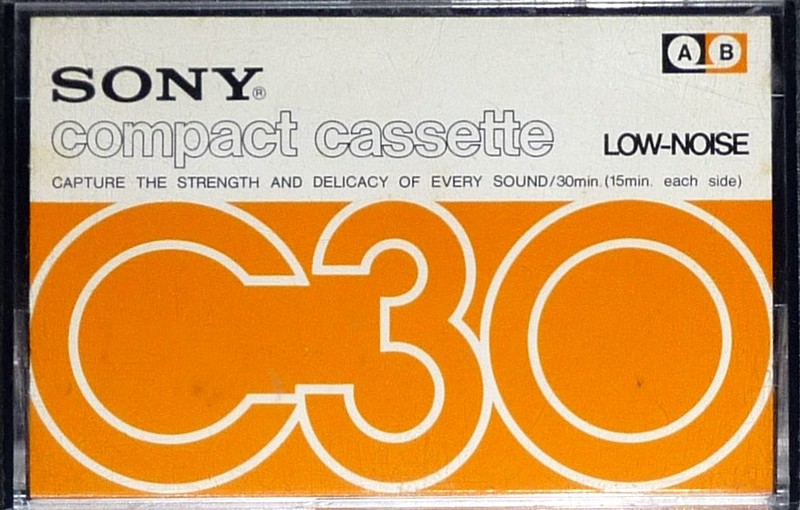 A B
SONY®
compact cassette
LOW-NOISE
CAPTURE THE STRENGTH AND DELICACY OF EVERY SOUND/30min. (15min. each side)
C30